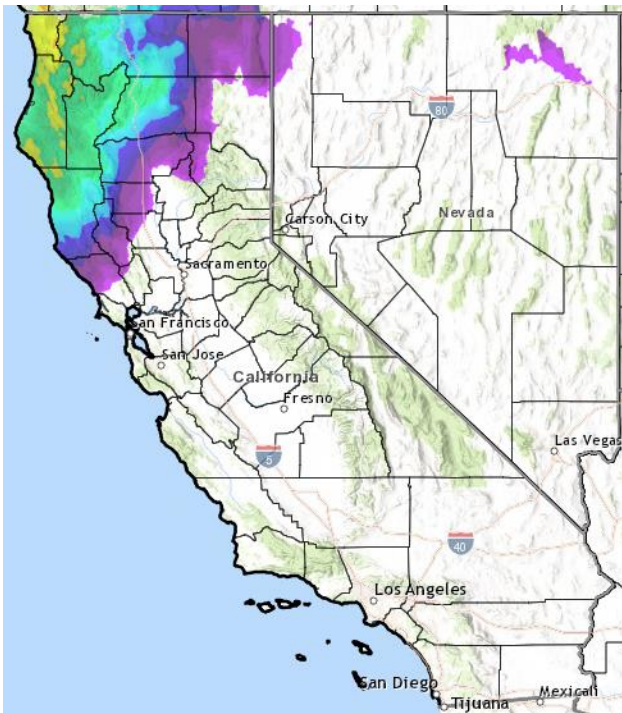 80
Nevada
Carson City
Sacramento
San Francisco
San Jose
California
Fresno
5
Las Vegas
40
Los Angeles
San Diego
Tijuana
Mexicali